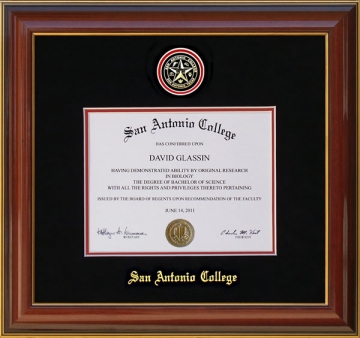 San Antonio College
HAS CONFERRED UPON
DAVID GLASSIN
HAVING DEMONSTRATED ABILITY BY ORIGINAL RESEARCH
IN BIOLOGY
THE DEGREE OF BACHELOR OF SCIENCE
WITH ALL THE RIGHTS AND PRIVILEGES THERETO PERTAINING
ISSUED BY THE BOARD OF REGENTS UPON RECOMMENDATION OF THE FACULTY
JUNE 14, 2011
San Antonio College